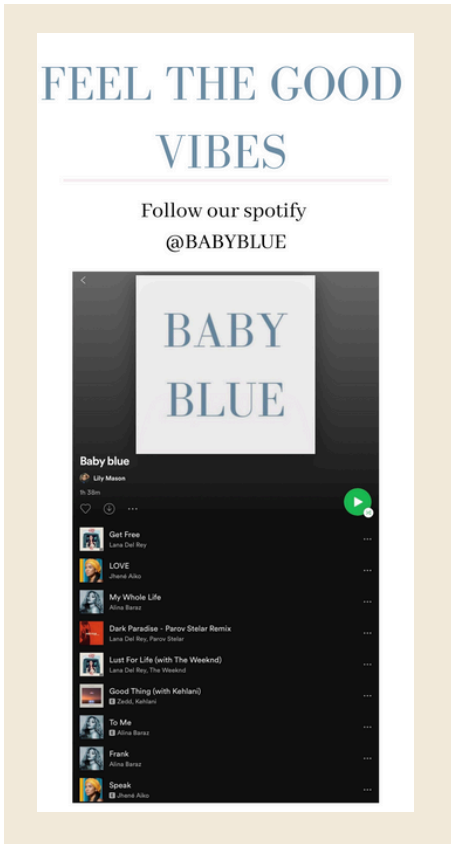 FEEL THE GOOD
VIBES
Follow our spotify
@BABYBLUE
BABY
BLUE
Baby blue
Lily Mason
1h 38m
Get Free
Lana Del Rey
LOVE
Jhené Aiko
My Whole Life
Alina Baraz
Dark Paradise - Parov Stelar Remix
Lana Del Rey, Parov Stelar
Lust For Life (with The Weeknd)
Lana Del Rey, The Weeknd
Good Thing (with Kehlani)
E Zedd, Kehlani
To Me
E Alina Baraz
Frank
Alina Baraz
Speak
E Jhené Aiko